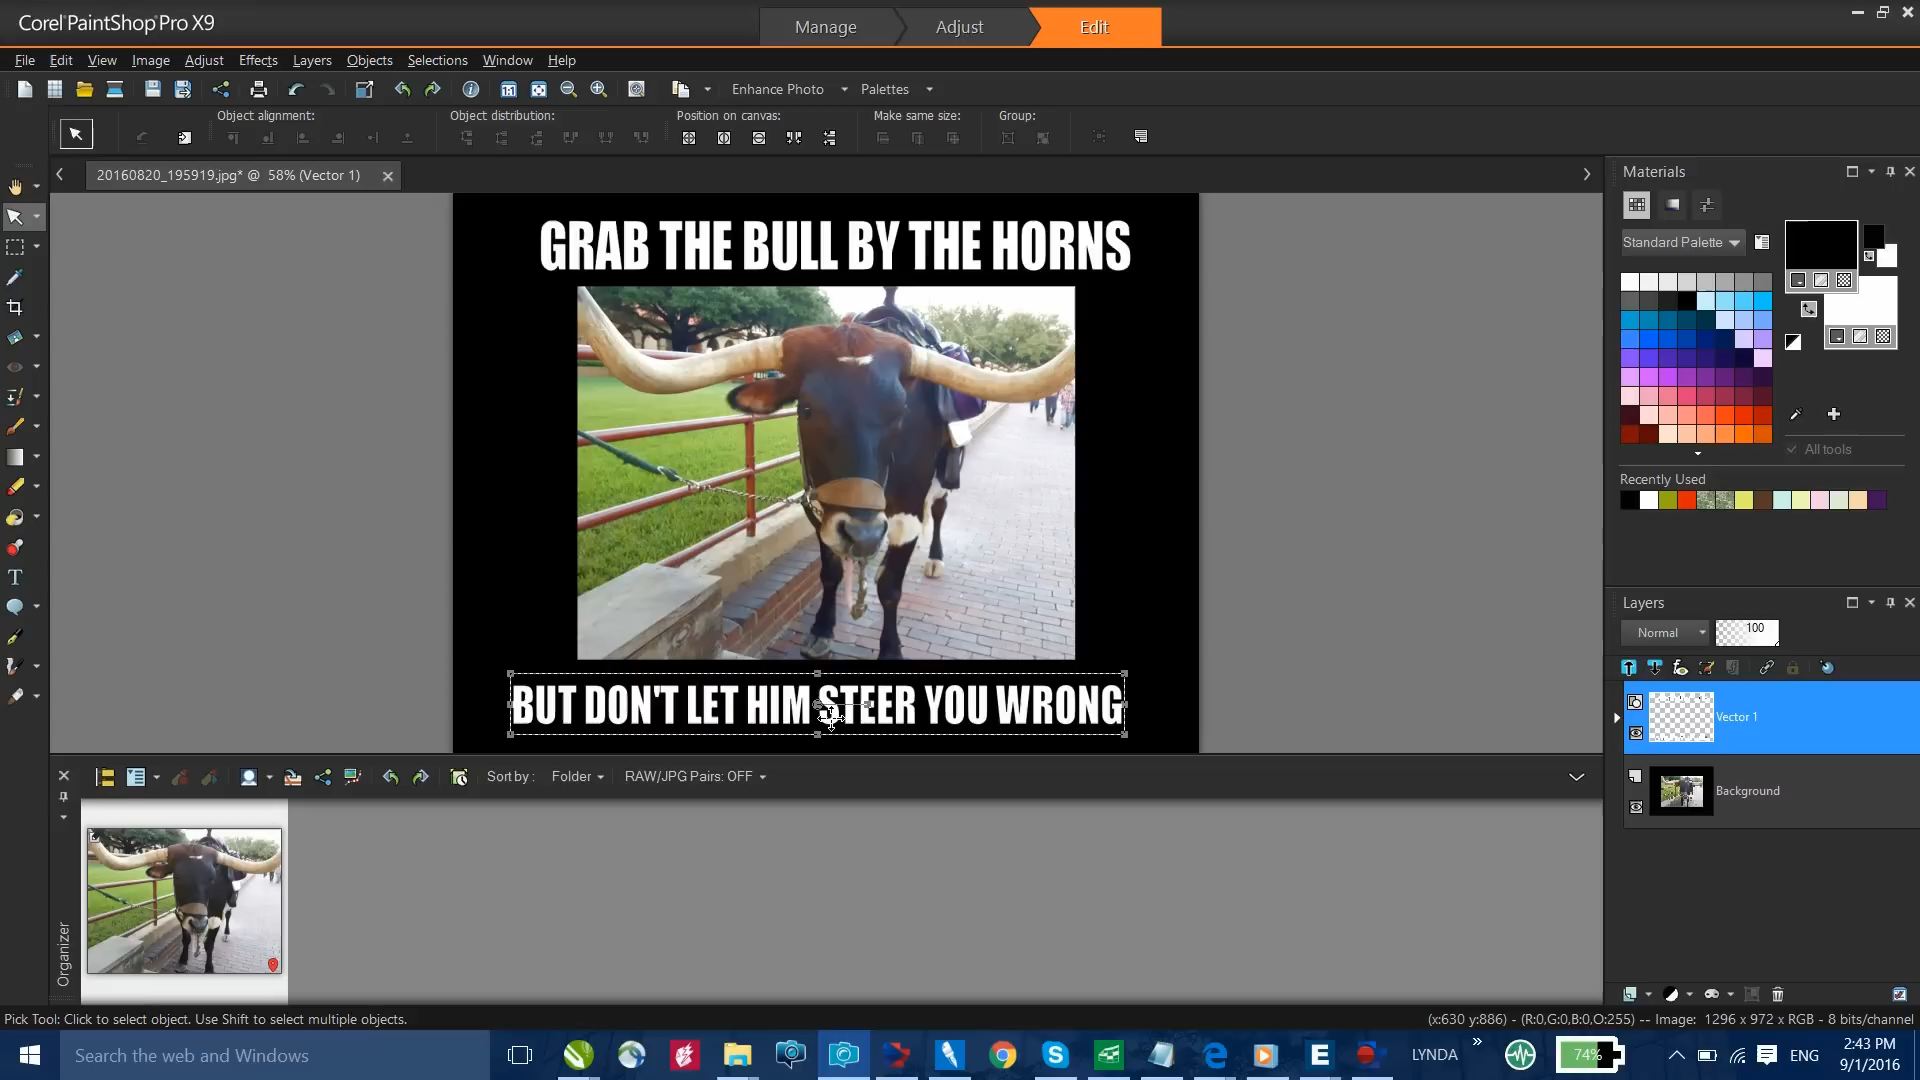 Corel PaintShop Pro X9
Manage
Adjust
Edit
File Edit View Image Adjust Effects Layers Objects Selections Window Help
Enhance Photo
Palettes
Object alignment:
Object distribution:
Position on canvas:
Make same size:
Group:
20160820_195919.jpg* @ 58% (Vector 1)
GRAB THE BULL BY THE HORNS
BUT DON'T LET HIM STEER YOU WRONG
Materials
Standard Palette
All tools
Recently Used
Layers
Normal
100
Vector 1
Background
Sort by :
Folder
RAW/JPG Pairs: OFF
Organizer
Pick Tool: Click to select object. Use Shift to select multiple objects.
(x:630 y:886) - (R:0,G:0,B:0,O:255) -- Image: 1296 x 972 x RGB - 8 bits/channel
Search the web and Windows
LYNDA
74%
ENG
2:43 PM
9/1/2016